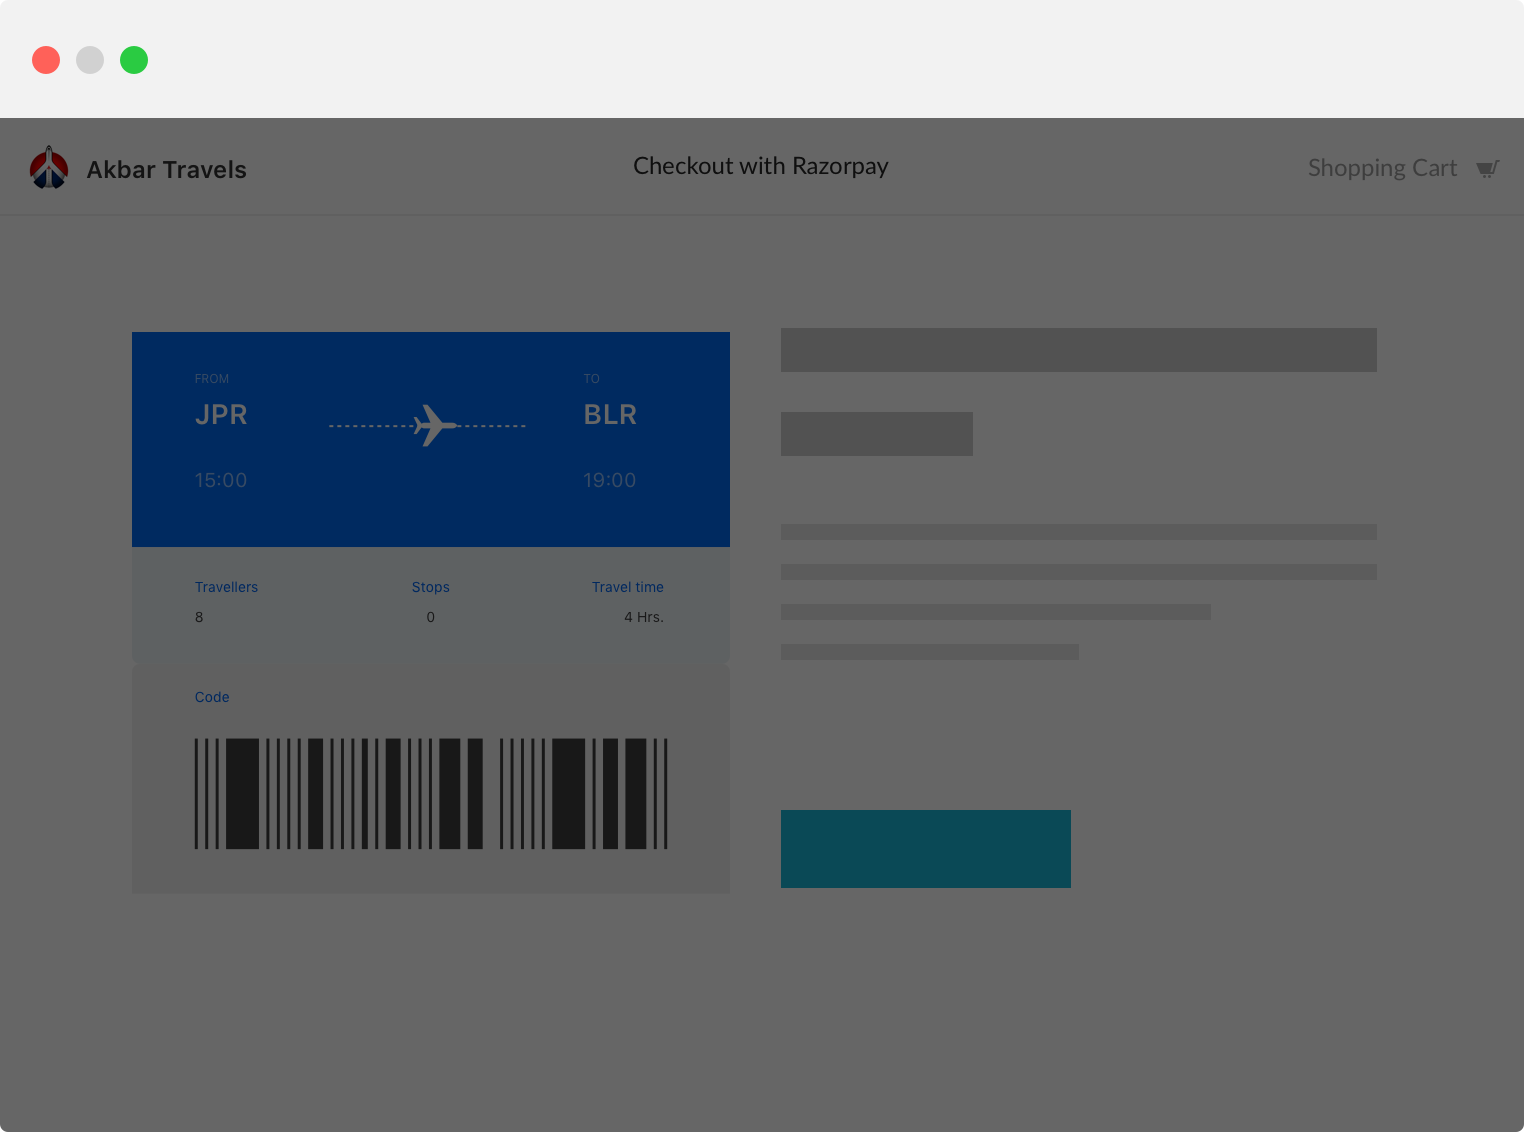 Akbar Travels
Checkout with Razorpay
Shopping Cart
FROM
TO
JPR
BLR
15:00
19:00
Travellers
Stops
Travel time
8
0
4 Hrs.
Code